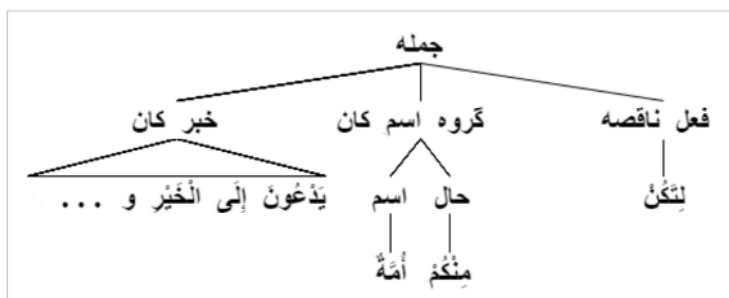 جمله
فعل ناقصه گروه اسم کان خبر کان
لِتَكُنْ حال اسم يَدْعُونَ إِلَى الْخَيْرِ و ...
مِنْكُمْ أُمَّةٌ